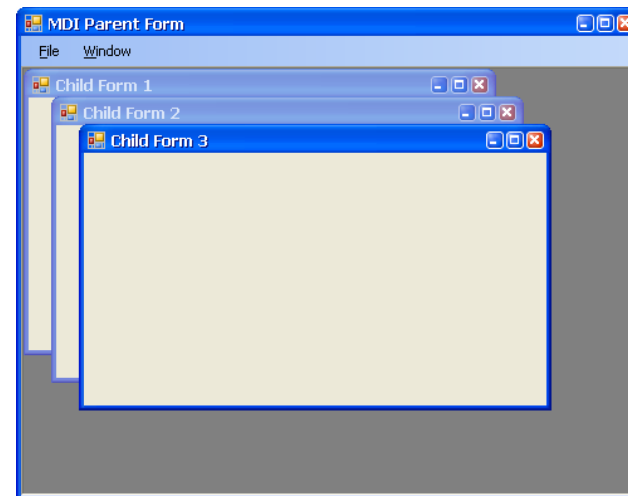 MDI Parent Form
File Window
Child Form 1
Child Form 2
Child Form 3